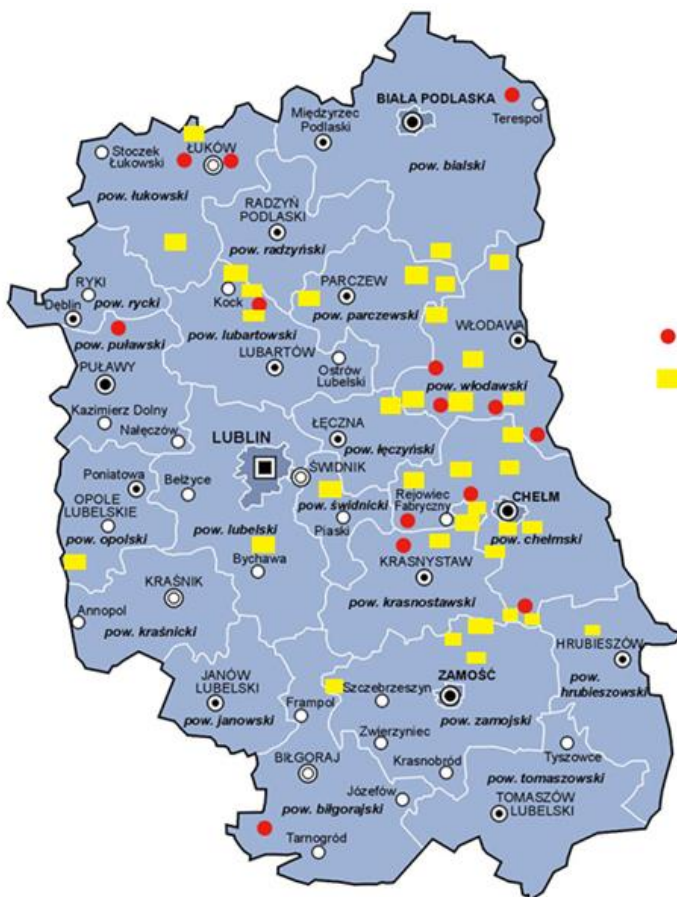 BIAŁA PODLASKA
Terespol
Międzyrzec
Podlaski
pow. bialski
Stoczek
Łukowski
ŁUKÓW
pow. łukowski
RADZYŃ
PODLASKI
pow. radzyński
RYKI
Dęblin
pow. rycki
Kock
PARCZEW
pow. parczewski
pow. lubartowski
WŁODAWA
pow. puławski
PUŁAWY
LUBARTÓW
Ostrów
Lubelski
pow. włodawski
Kazimierz Dolny
Nałęczów
ŁĘCZNA
pow. łęczyński
LUBLIN
ŚWIDNIK
Poniatowa
Bełżyce
OPOLE
LUBELSKIE
pow. opolski
pow. lubelski
pow. świdnicki
Piaski
Rejowiec
Fabryczny
CHEŁM
pow. chełmski
Bychawa
KRASNYSTAW
KRAŚNIK
Annopol
pow. kraśnicki
pow. krasnostawski
HRUBIESZÓW
pow.
hrubieszowski
JANÓW
LUBELSKI
pow. janowski
Frampol
Szczebrzeszyn
ZAMOŚĆ
pow. zamojski
Zwierzyniec
Krasnobród
Tyszowce
BIŁGORAJ
pow. biłgorajski
Józefów
pow. tomaszowski
TOMASZÓW
LUBELSKI
Tarnogród